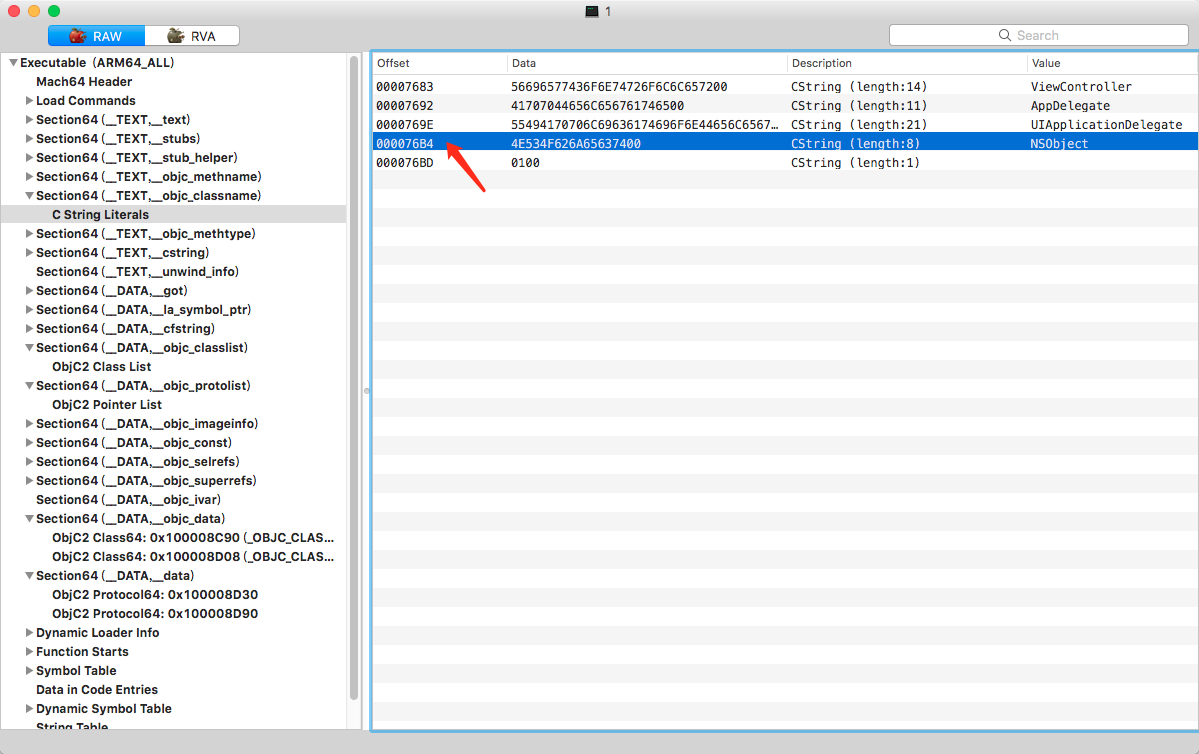 1
RAW RVA Search
Executable (ARM64_ALL)
Mach64 Header
Load Commands
Section64 (__TEXT,__text)
Section64 (__TEXT,__stubs)
Section64 (__TEXT,__stub_helper)
Section64 (__TEXT,__objc_methname)
Section64 (__TEXT,__objc_classname)
C String Literals
Section64 (__TEXT,__objc_methtype)
Section64 (__TEXT,__cstring)
Section64 (__TEXT,__unwind_info)
Section64 (__DATA,__got)
Section64 (__DATA,__la_symbol_ptr)
Section64 (__DATA,__cfstring)
Section64 (__DATA,__objc_classlist)
ObjC2 Class List
Section64 (__DATA,__objc_protolist)
ObjC2 Pointer List
Section64 (__DATA,__objc_imageinfo)
Section64 (__DATA,__objc_const)
Section64 (__DATA,__objc_selrefs)
Section64 (__DATA,__objc_superrefs)
Section64 (__DATA,__objc_ivar)
Section64 (__DATA,__objc_data)
ObjC2 Class64: 0x100008C90 (_OBJC_CLAS...
ObjC2 Class64: 0x100008D08 (_OBJC_CLAS...
Section64 (__DATA,__data)
ObjC2 Protocol64: 0x100008D30
ObjC2 Protocol64: 0x100008D90
Dynamic Loader Info
Function Starts
Symbol Table
Data in Code Entries
Dynamic Symbol Table
String Table
Offset Data Description Value
00007683 56696577436F6E74726F6C6C657200 CString (length:14) ViewController
00007692 41707044656C656761746500 CString (length:11) AppDelegate
0000769E 55494170706C69636174696F6E44656C6567... CString (length:21) UIApplicationDelegate
000076B4 4E534F626A65637400 CString (length:8) NSObject
000076BD 0100 CString (length:1)